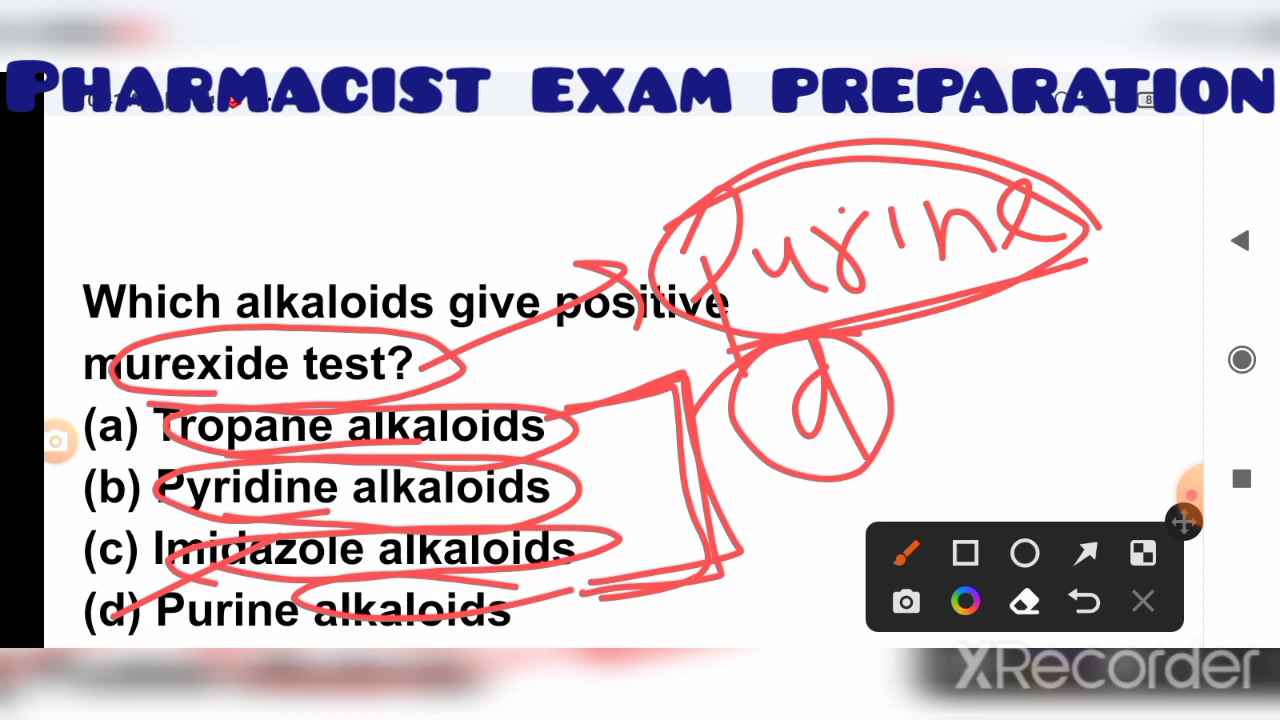 PHARMACIST EXAM PREPARATION
Purine
Which alkaloids give positive
murexide test?
d
(a) Tropane alkaloids
(b) Pyridine alkaloids
(c) Imidazole alkaloids
(d) Purine alkaloids
XRecorder